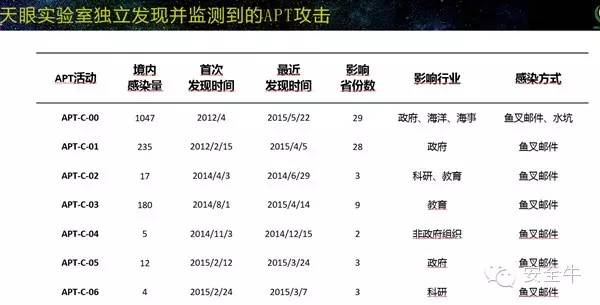 天眼实验室独立发现并监测到的APT攻击
APT活动 境内感染量 首次发现时间 最近发现时间 影响省份数 影响行业 感染方式
APT-C-00 1047 2012/4 2015/5/22 29 政府、海洋、海事 鱼叉邮件、水坑
APT-C-01 235 2012/2/15 2015/4/5 28 政府 鱼叉邮件
APT-C-02 17 2014/4/3 2014/6/29 3 科研、教育 鱼叉邮件
APT-C-03 180 2014/8/1 2015/4/14 9 教育 鱼叉邮件
APT-C-04 5 2014/11/3 2014/12/15 2 非政府组织 鱼叉邮件
APT-C-05 12 2015/2/12 2015/3/24 3 政府 鱼叉邮件
APT-C-06 4 2015/2/24 2015/3/7 3 科研 鱼叉邮件
安全牛